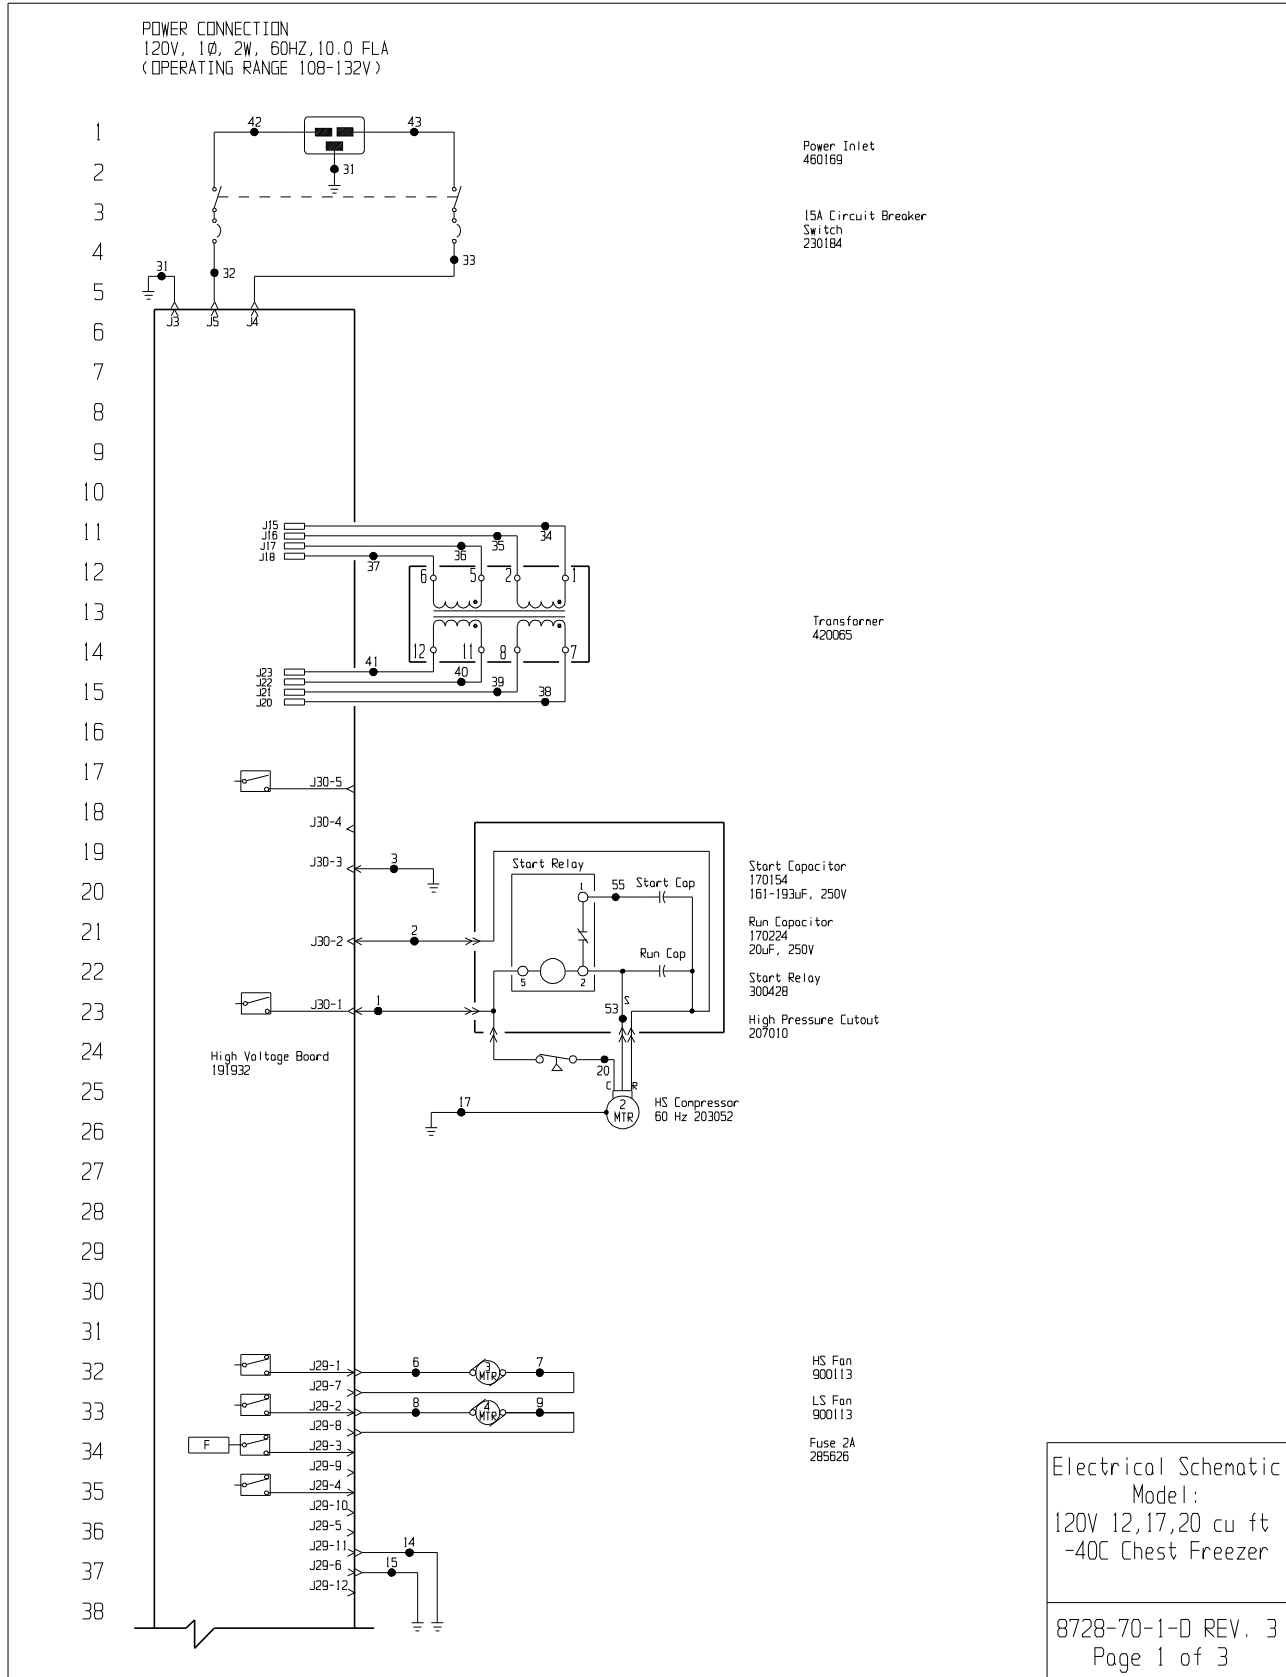 POWER CONNECTION
120V, 1Ø, 2W, 60HZ,10.0 FLA
(OPERATING RANGE 108-132V)
1
42
43
Power Inlet
460169
2
31
3
15A Circuit Breaker
Switch
230184
4
31
32
33
5
J3
J5
J4
6
7
8
9
10
11
J15
J16
J17
J18
34
35
36
37
12
6
5
2
1
13
Transformer
420065
14
12
11
8
7
15
J23
J22
J21
J20
41
40
39
38
16
17
J30-5
18
J30-4
19
J30-3
3
Start Relay
Start Capacitor
170154
161-193uF, 250V
20
1
55
Start Cap
21
J30-2
2
Run Capacitor
170224
20uF, 250V
22
5
2
Run Cap
Start Relay
300428
23
J30-1
1
53
S
High Pressure Cutout
207010
24
High Voltage Board
191932
20
25
C
R
17
2
MTR
HS Compressor
60 Hz 203052
26
27
28
29
30
31
32
J29-1
6
3
MTR
7
HS Fan
900113
J29-7
33
J29-2
8
4
MTR
9
LS Fan
900113
J29-8
34
F
J29-3
Fuse 2A
285626
J29-9
35
J29-4
J29-10
36
J29-5
J29-11
14
37
J29-6
15
J29-12
38
Electrical Schematic
Model:
120V 12,17,20 cu ft
-40C Chest Freezer
8728-70-1-D REV. 3
Page 1 of 3